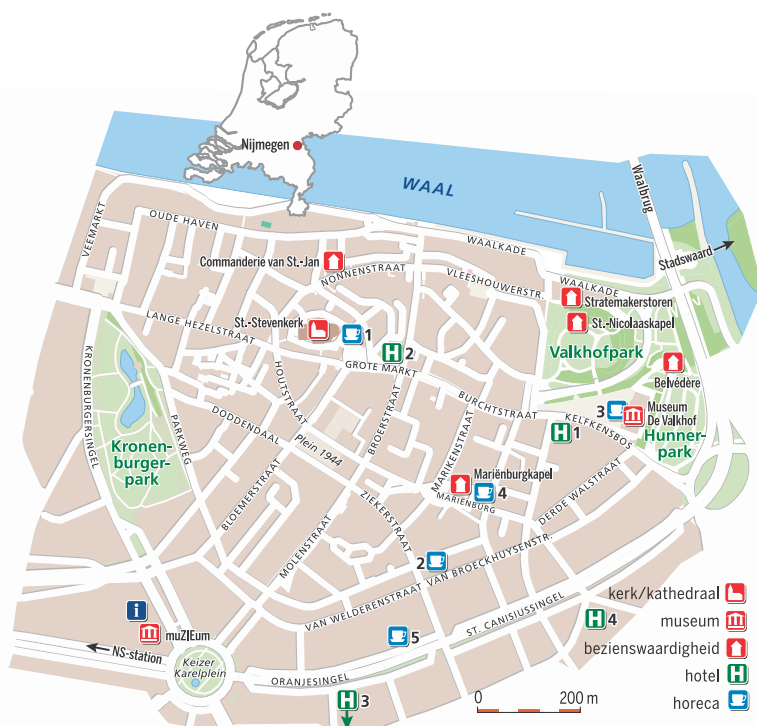 Nijmegen
WAAL
Waalbrug
VEEMARKT
OUDE HAVEN
WAALKADE
Stadswaard
Commanderie van St.-Jan
NONNENSTRAAT
VLEESHOUWERSTR.
WAALKADE
Stratemakerstoren
LANGE HEZELSTRAAT
St.-Stevenkerk
1
St.-Nicolaaskapel
H 2
Valkhofpark
GROTE MARKT
Belvédère
KRONENBURGERSINGEL
HOUTSTRAAT
BROERSTRAAT
BURCHTSTRAAT
3
Museum
De Valkhof
KELFKENSBOS
PARKWEG
DODDENDAAL
Plein 1944
MARIKENSTRAAT
H 1
Hunner-
park
Kronen-
burger-
park
Mariënburgkapel
4
MARIENBURG
BLOEMERSTRAAT
ZIEKERSTRAAT
DERDE WALSTRAAT
MOLENSTRAAT
2
VAN WELDERENSTRAAT
VAN BROECKHUYSENSTR.
i
muZIEum
NS-station
5
ST. CANISIUSSINGEL
H 4
Keizer
Karelplein
ORANJESINGEL
H 3
0 200 m
kerk/kathedraal
museum
bezienswaardigheid
hotel H
horeca